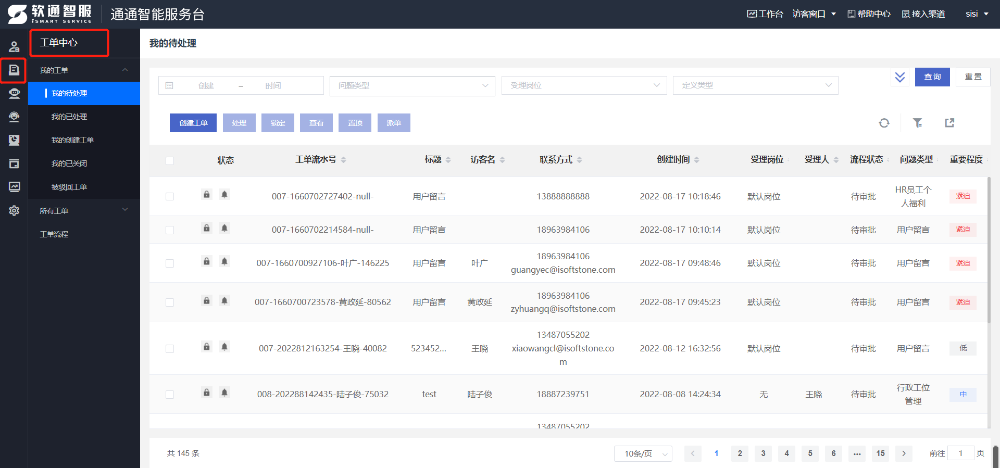 软通智服
iSMART SERVICE
通通智能服务台
工作台
访客窗口
帮助中心
接入渠道
sisi
工单中心
我的工单
我的待处理
我的已处理
我的创建工单
我的已关闭
被驳回工单
所有工单
工单流程
我的待处理
创建 – 时间
问题类型
受理岗位
定义类型
查询
重置
创建工单 处理 锁定 查看 置顶 派单
状态 工单流水号 标题 访客名 联系方式 创建时间 受理岗位 受理人 流程状态 问题类型 重要程度
007-1660702727402-null- 用户留言 13888888888 2022-08-17 10:18:46 默认岗位 待审批 HR员工个
人福利
紧迫
007-1660702214584-null- 用户留言 18963984106 2022-08-17 10:10:14 默认岗位 待审批 用户留言 紧迫
18963984106
007-1660700927106-叶广-146225 用户留言 叶广 2022-08-17 09:48:46 默认岗位 待审批 用户留言 紧迫
guangyec@isoftstone.com
18963984106
007-1660700723578-黄政延-80562 用户留言 黄政延 2022-08-17 09:45:23 默认岗位 待审批 用户留言 紧迫
zyhuangq@isoftstone.com
13487055202
007-2022812163254-王晓-40082 523452... 王晓 xiaowangcl@isoftstone.co 2022-08-12 16:32:56 默认岗位 待审批 用户留言 低
m
008-202288142435-陆子俊-75032 test 陆子俊 18887239751 2022-08-08 14:24:34 无 王晓 待审批 行政工位
管理
中
13487055202
共 145 条
10条/页
1 2 3 4 5 6 ... 15
前往 1 页